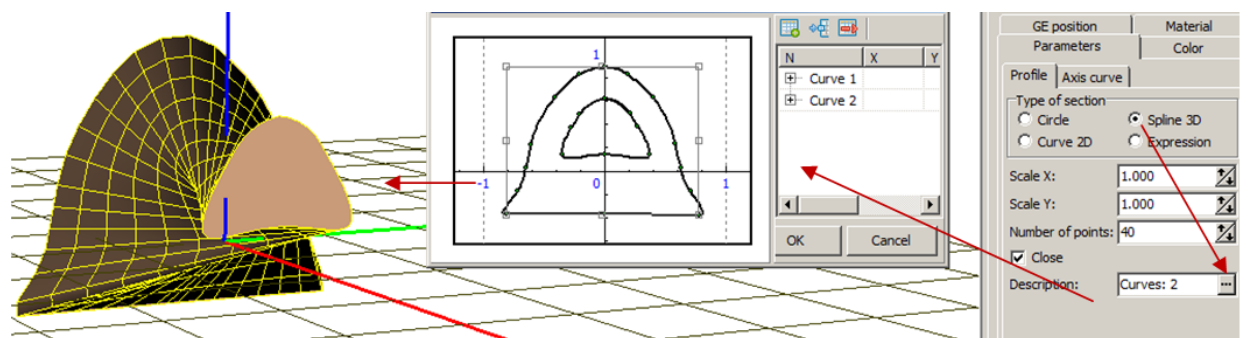 1
-1
0
1
N X Y
Curve 1
Curve 2
OK Cancel
GE position Material
Parameters Color
Profile Axis curve
Type of section
Circle Spline 3D
Curve 2D Expression
Scale X: 1.000
Scale Y: 1.000
Number of points: 40
Close
Description: Curves: 2 ...